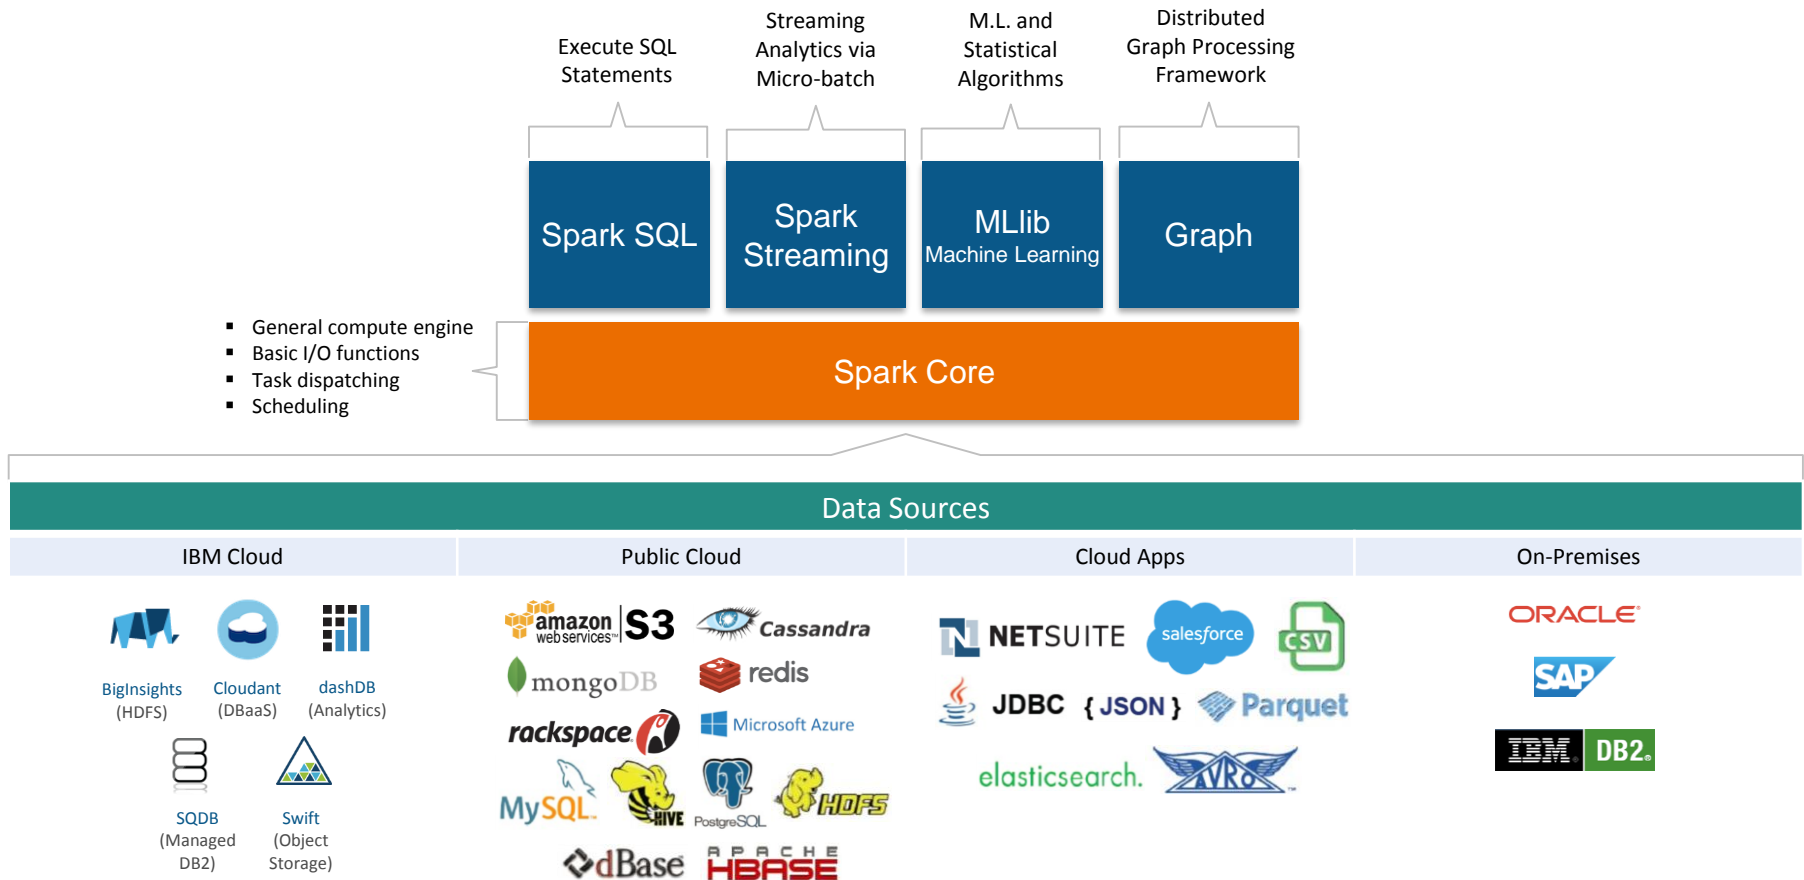 Execute SQL
Statements
Streaming
Analytics via
Micro-batch
M.L. and
Statistical
Algorithms
Distributed
Graph Processing
Framework
Spark SQL
Spark
Streaming
MLlib
Machine Learning
Graph
▪ General compute engine
▪ Basic I/O functions
▪ Task dispatching
▪ Scheduling
Spark Core
Data Sources
IBM Cloud
Public Cloud
Cloud Apps
On-Premises
BigInsights
(HDFS)
Cloudant
(DBaaS)
dashDB
(Analytics)
SQDB
(Managed
DB2)
Swift
(Object
Storage)
amazon
webservices™
S3
Cassandra
mongoDB
redis
rackspace
Microsoft Azure
MySQL™
HIVE
PostgreSQL
HDFS
dBase
APACHE
HBASE
NETSUITE
salesforce
CSV
JDBC
{JSON}
Parquet
elasticsearch.
AVRO™
ORACLE®
SAP
IBM® DB2®